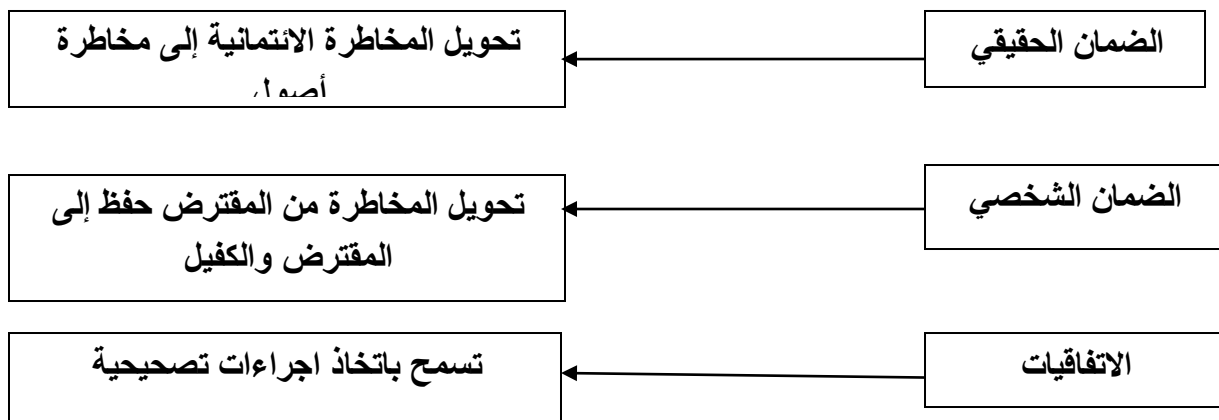 الضمان الحقيقي
تحويل المخاطرة الائتمانية إلى مخاطرة
أصول
الضمان الشخصي
تحويل المخاطرة من المقترض حفظ إلى
المقترض والكفيل
الاتفاقيات
تسمح باتخاذ اجراءات تصحيحية